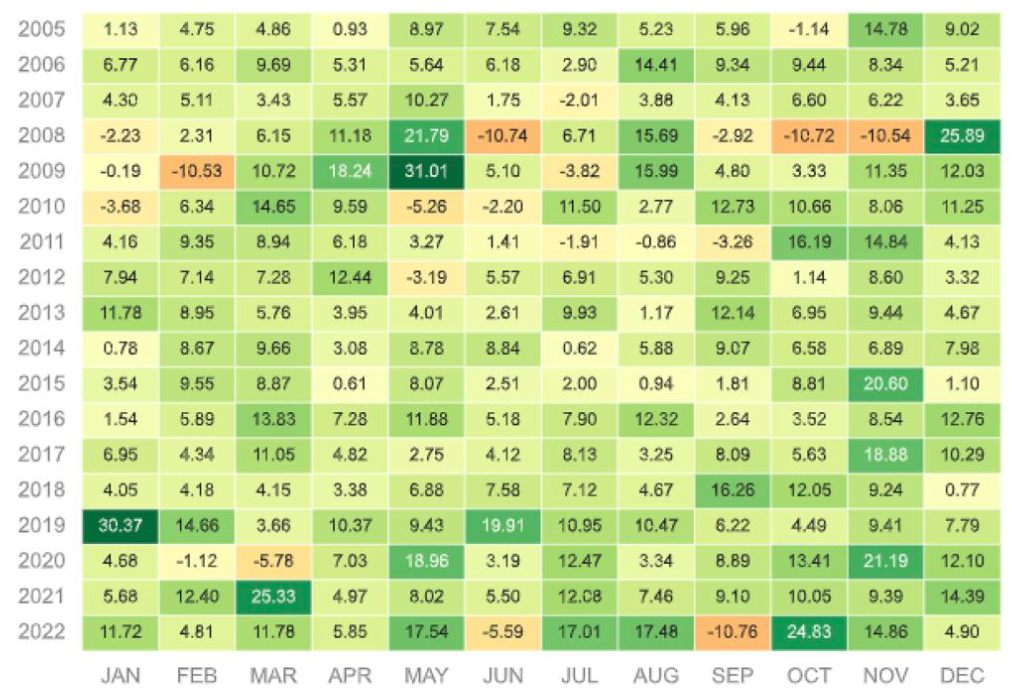 2005 1.13 4.75 4.86 0.93 8.97 7.54 9.32 5.23 5.96 -1.14 14.78 9.02
2006 6.77 6.16 9.69 5.31 5.64 6.18 2.90 14.41 9.34 9.44 8.34 5.21
2007 4.30 5.11 3.43 5.57 10.27 1.75 -2.01 3.88 4.13 6.60 6.22 3.65
2008 -2.23 2.31 6.15 11.18 21.79 -10.74 6.71 15.69 -2.92 -10.72 -10.54 25.89
2009 -0.19 -10.53 10.72 18.24 31.01 5.10 -3.82 15.99 4.80 3.33 11.35 12.03
2010 -3.68 6.34 14.65 9.59 -5.26 -2.20 11.50 2.77 12.73 10.66 8.06 11.25
2011 4.16 9.35 8.94 6.18 3.27 1.41 -1.91 -0.86 -3.26 16.19 14.84 4.13
2012 7.94 7.14 7.28 12.44 -3.19 5.57 6.91 5.30 9.25 1.14 8.60 3.32
2013 11.78 8.95 5.76 3.95 4.01 2.61 9.93 1.17 12.14 6.95 9.44 4.67
2014 0.78 8.67 9.66 3.08 8.78 8.84 0.62 5.88 9.07 6.58 6.89 7.98
2015 3.54 9.55 8.87 0.61 8.07 2.51 2.00 0.94 1.81 8.81 20.60 1.10
2016 1.54 5.89 13.83 7.28 11.88 5.18 7.90 12.32 2.64 3.52 8.54 12.76
2017 6.95 4.34 11.05 4.82 2.75 4.12 8.13 3.25 8.09 5.63 18.88 10.29
2018 4.05 4.18 4.15 3.38 6.88 7.58 7.12 4.67 16.26 12.05 9.24 0.77
2019 30.37 14.66 3.66 10.37 9.43 19.91 10.95 10.47 6.22 4.49 9.41 7.79
2020 4.68 -1.12 -5.78 7.03 18.96 3.19 12.47 3.34 8.89 13.41 21.19 12.10
2021 5.68 12.40 25.33 4.97 8.02 5.50 12.08 7.46 9.10 10.05 9.39 14.39
2022 11.72 4.81 11.78 5.85 17.54 -5.59 17.01 17.48 -10.76 24.83 14.86 4.90
JAN FEB MAR APR MAY JUN JUL AUG SEP OCT NOV DEC